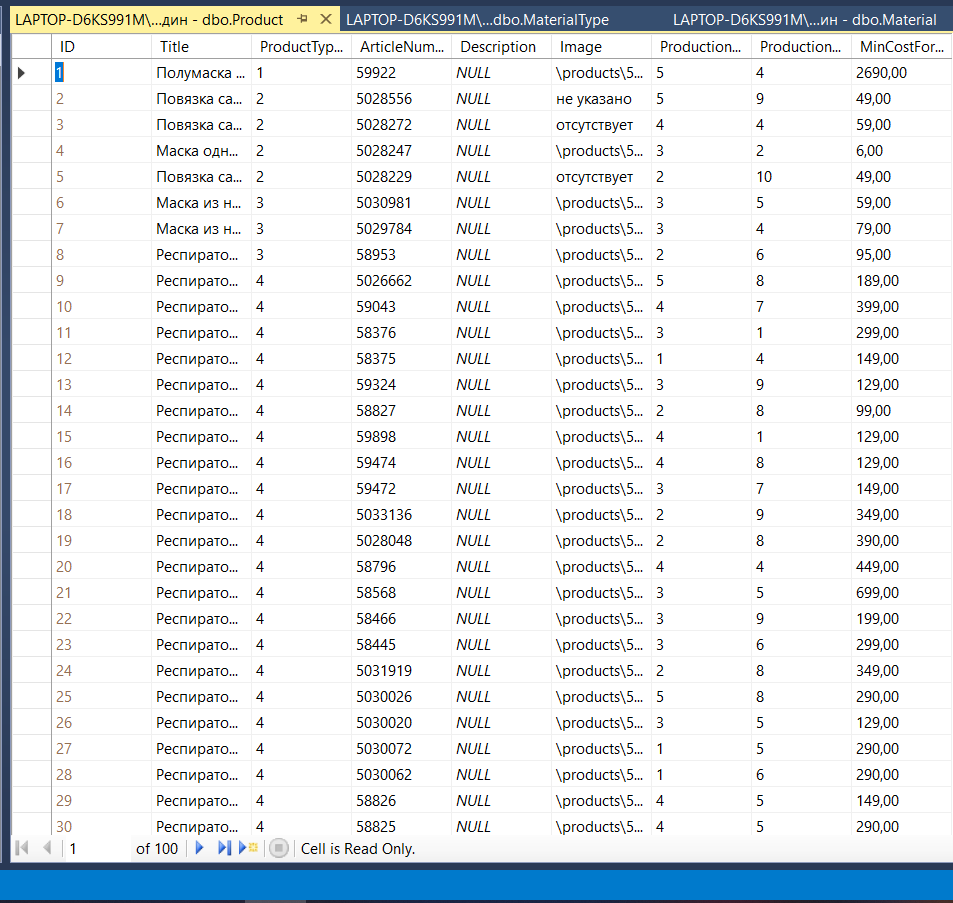 LAPTOP-D6KS991M\...дин - dbo.Product LAPTOP-D6KS991M\...dbo.MaterialType LAPTOP-D6KS991M\...ин - dbo.Material
ID Title ProductTyp... ArticleNum... Description Image Production... Production... MinCostFor...
1 Полумаска ... 1 59922 NULL \products\5... 5 4 2690,00
2 Повязка са... 2 5028556 NULL не указано 5 9 49,00
3 Повязка са... 2 5028272 NULL отсутствует 4 4 59,00
4 Маска одн... 2 5028247 NULL \products\5... 3 2 6,00
5 Повязка са... 2 5028229 NULL отсутствует 2 10 49,00
6 Маска из н... 3 5030981 NULL \products\5... 3 5 59,00
7 Маска из н... 3 5029784 NULL \products\5... 3 4 79,00
8 Респирато... 3 58953 NULL \products\5... 2 6 95,00
9 Респирато... 4 5026662 NULL \products\5... 5 8 189,00
10 Респирато... 4 59043 NULL \products\5... 4 7 399,00
11 Респирато... 4 58376 NULL \products\5... 3 1 299,00
12 Респирато... 4 58375 NULL \products\5... 1 4 149,00
13 Респирато... 4 59324 NULL \products\5... 3 9 129,00
14 Респирато... 4 58827 NULL \products\5... 2 8 99,00
15 Респирато... 4 59898 NULL \products\5... 4 1 129,00
16 Респирато... 4 59474 NULL \products\5... 4 8 129,00
17 Респирато... 4 59472 NULL \products\5... 3 7 149,00
18 Респирато... 4 5033136 NULL \products\5... 2 9 349,00
19 Респирато... 4 5028048 NULL \products\5... 2 8 390,00
20 Респирато... 4 58796 NULL \products\5... 4 4 449,00
21 Респирато... 4 58568 NULL \products\5... 3 5 699,00
22 Респирато... 4 58466 NULL \products\5... 3 9 199,00
23 Респирато... 4 58445 NULL \products\5... 3 6 299,00
24 Респирато... 4 5031919 NULL \products\5... 2 8 349,00
25 Респирато... 4 5030026 NULL \products\5... 5 8 290,00
26 Респирато... 4 5030020 NULL \products\5... 3 5 129,00
27 Респирато... 4 5030072 NULL \products\5... 1 5 290,00
28 Респирато... 4 5030062 NULL \products\5... 1 6 290,00
29 Респирато... 4 58826 NULL \products\5... 4 5 149,00
30 Респирато... 4 58825 NULL \products\5... 4 5 290,00
1 of 100 Cell is Read Only.